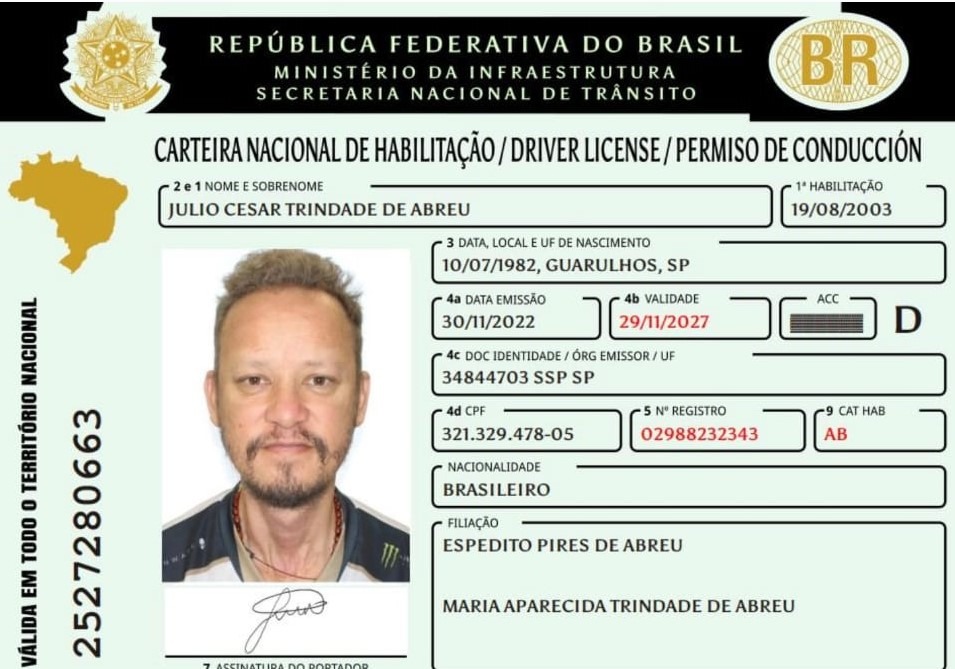 REPÚBLICA FEDERATIVA DO BRASIL
MINISTÉRIO DA INFRAESTRUTURA
SECRETARIA NACIONAL DE TRÂNSITO
BR
CARTEIRA NACIONAL DE HABILITAÇÃO / DRIVER LICENSE / PERMISO DE CONDUCCIÓN
2 e 1 NOME E SOBRENOME
JULIO CESAR TRINDADE DE ABREU
1ª HABILITAÇÃO
19/08/2003
3 DATA, LOCAL E UF DE NASCIMENTO
10/07/1982, GUARULHOS, SP
4a DATA EMISSÃO
30/11/2022
4b VALIDADE
29/11/2027
ACC
D
4c DOC IDENTIDADE / ÓRG EMISSOR / UF
34844703 SSP SP
4d CPF
321.329.478-05
5 Nº REGISTRO
02988232343
9 CAT HAB
AB
NACIONALIDADE
BRASILEIRO
FILIAÇÃO
ESPEDITO PIRES DE ABREU
MARIA APARECIDA TRINDADE DE ABREU
7 ASSINATURA DO PORTADOR
VÁLIDA EM TODO O TERRITÓRIO NACIONAL
2527280663